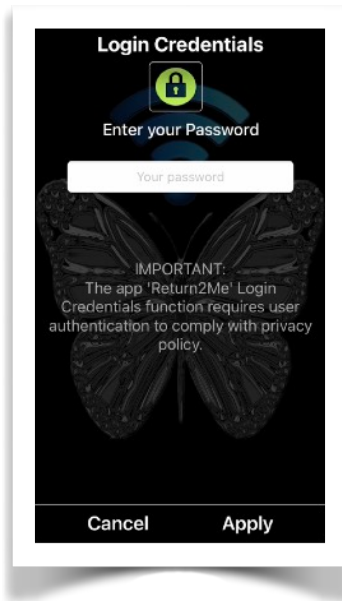 Login Credentials
Enter your Password
Your password
IMPORTANT:
The app 'Return2Me' Login
Credentials function requires user
authentication to comply with privacy
policy.
Cancel Apply